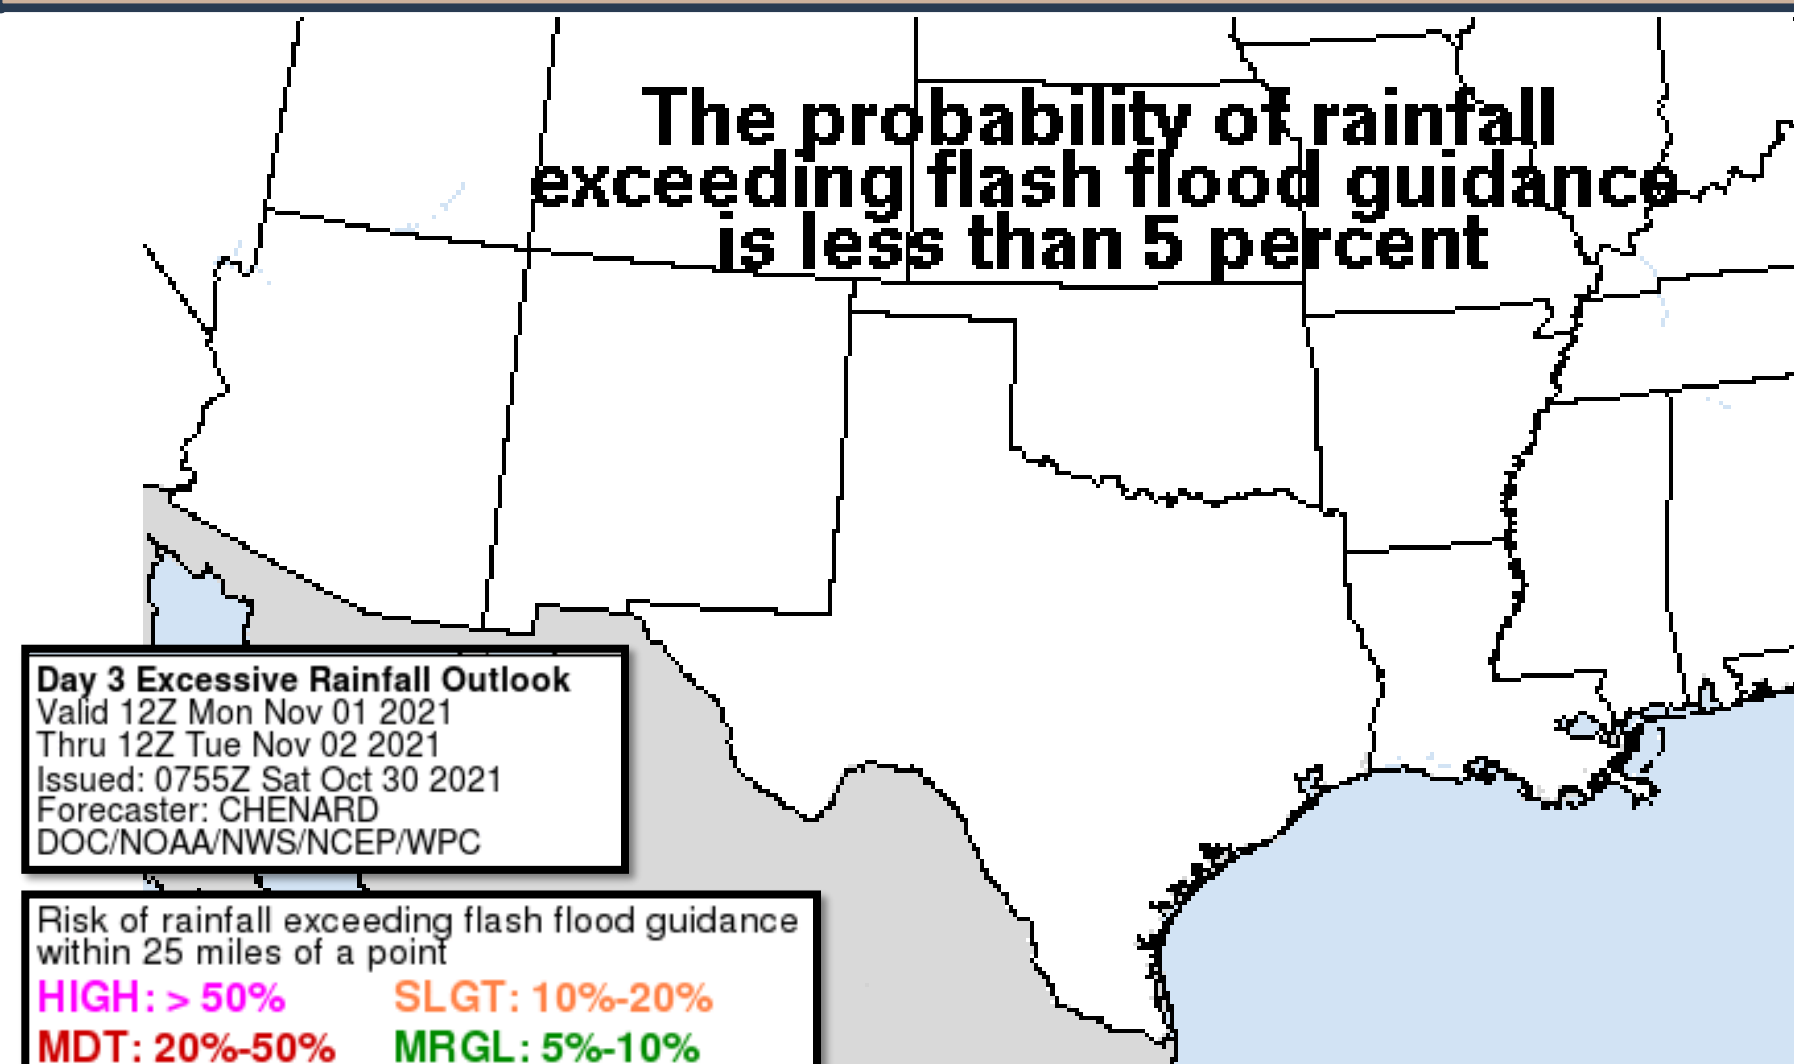 The probability of rainfall
exceeding flash flood guidance
is less than 5 percent
Day 3 Excessive Rainfall Outlook
Valid 12Z Mon Nov 01 2021
Thru 12Z Tue Nov 02 2021
Issued: 0755Z Sat Oct 30 2021
Forecaster: CHENARD
DOC/NOAA/NWS/NCEP/WPC
Risk of rainfall exceeding flash flood guidance
within 25 miles of a point
HIGH: > 50% SLGT: 10%-20%
MDT: 20%-50% MRGL: 5%-10%